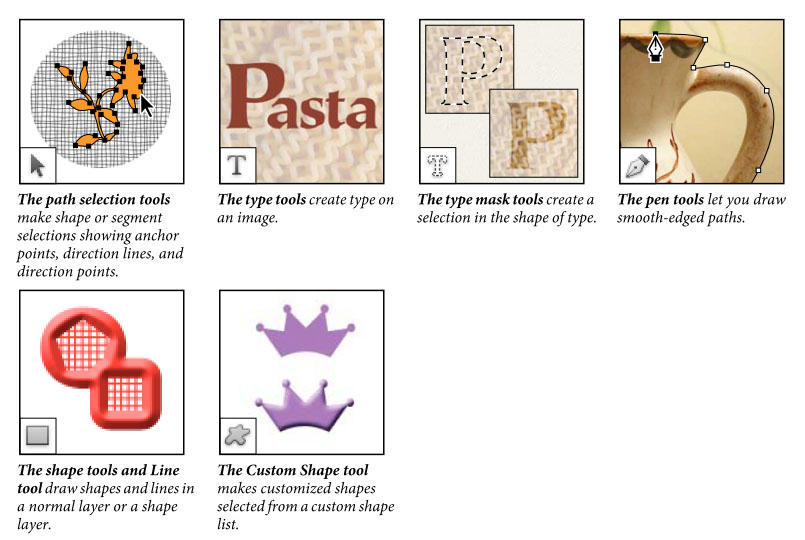 Pasta
T
P
P
T
The path selection tools
make shape or segment
selections showing anchor
points, direction lines, and
direction points.
The type tools create type on
an image.
The type mask tools create a
selection in the shape of type.
The pen tools let you draw
smooth-edged paths.
The shape tools and Line
tool draw shapes and lines in
a normal layer or a shape
layer.
The Custom Shape tool
makes customized shapes
selected from a custom shape
list.